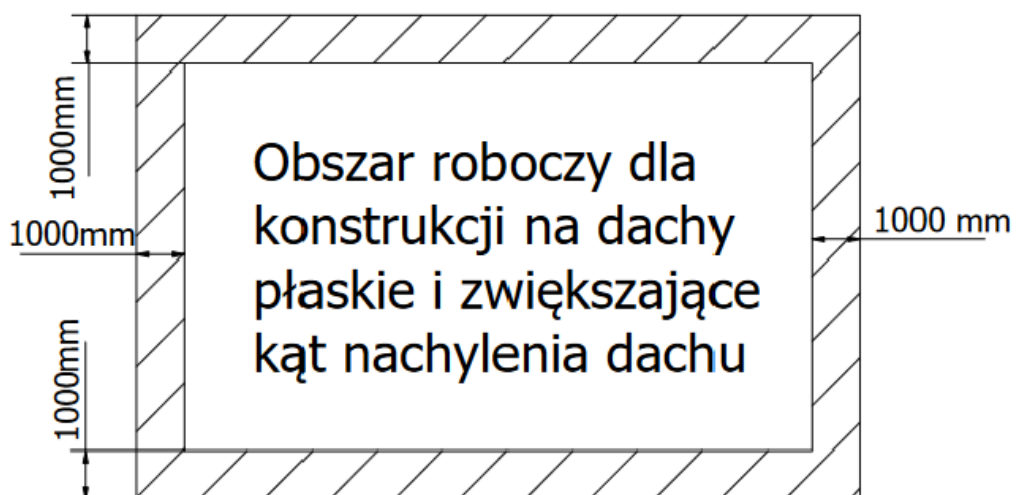 1000mm
1000mm
1000 mm
Obszar roboczy dla
konstrukcji na dachy
płaskie i zwiększające
kąt nachylenia dachu
1000mm